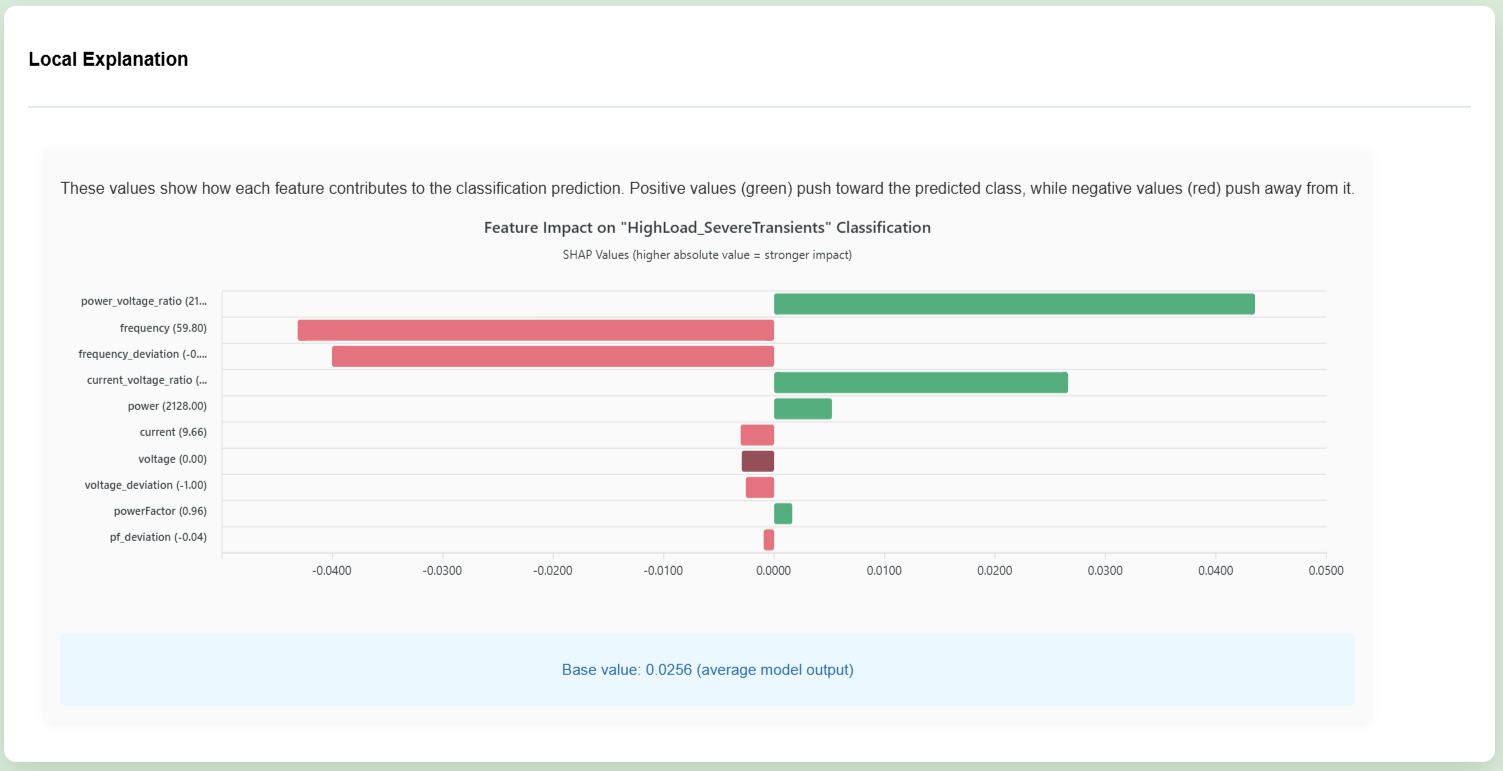 Local Explanation
These values show how each feature contributes to the classification prediction. Positive values (green) push toward the predicted class, while negative values (red) push away from it.
Feature Impact on "HighLoad_SevereTransients" Classification
SHAP Values (higher absolute value = stronger impact)
power_voltage_ratio (21...
frequency (59.80)
frequency_deviation (-0....
current_voltage_ratio (...
power (2128.00)
current (9.66)
voltage (0.00)
voltage_deviation (-1.00)
powerFactor (0.96)
pf_deviation (-0.04)
-0.0400 -0.0300 -0.0200 -0.0100 0.0000 0.0100 0.0200 0.0300 0.0400 0.0500
Base value: 0.0256 (average model output)